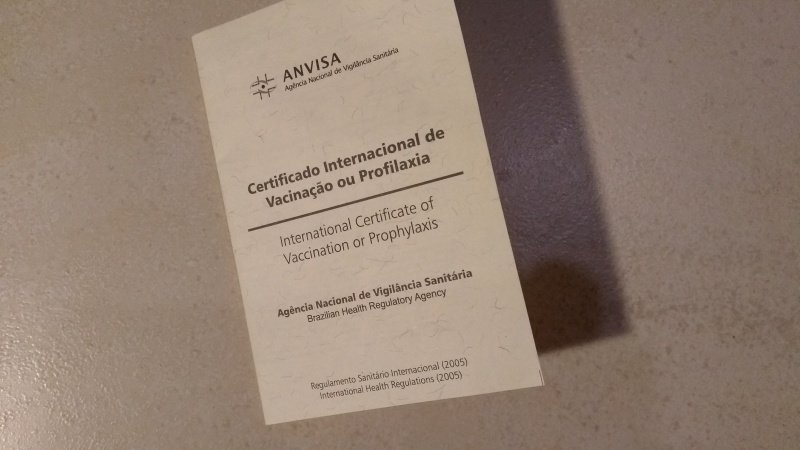 ANVISA
Agência Nacional de Vigilância Sanitária
Certificado Internacional de
Vacinação ou Profilaxia
International Certificate of
Vaccination or Prophylaxis
Agência Nacional de Vigilância Sanitária
Brazilian Health Regulatory Agency
Regulamento Sanitário Internacional (2005)
International Health Regulations (2005)